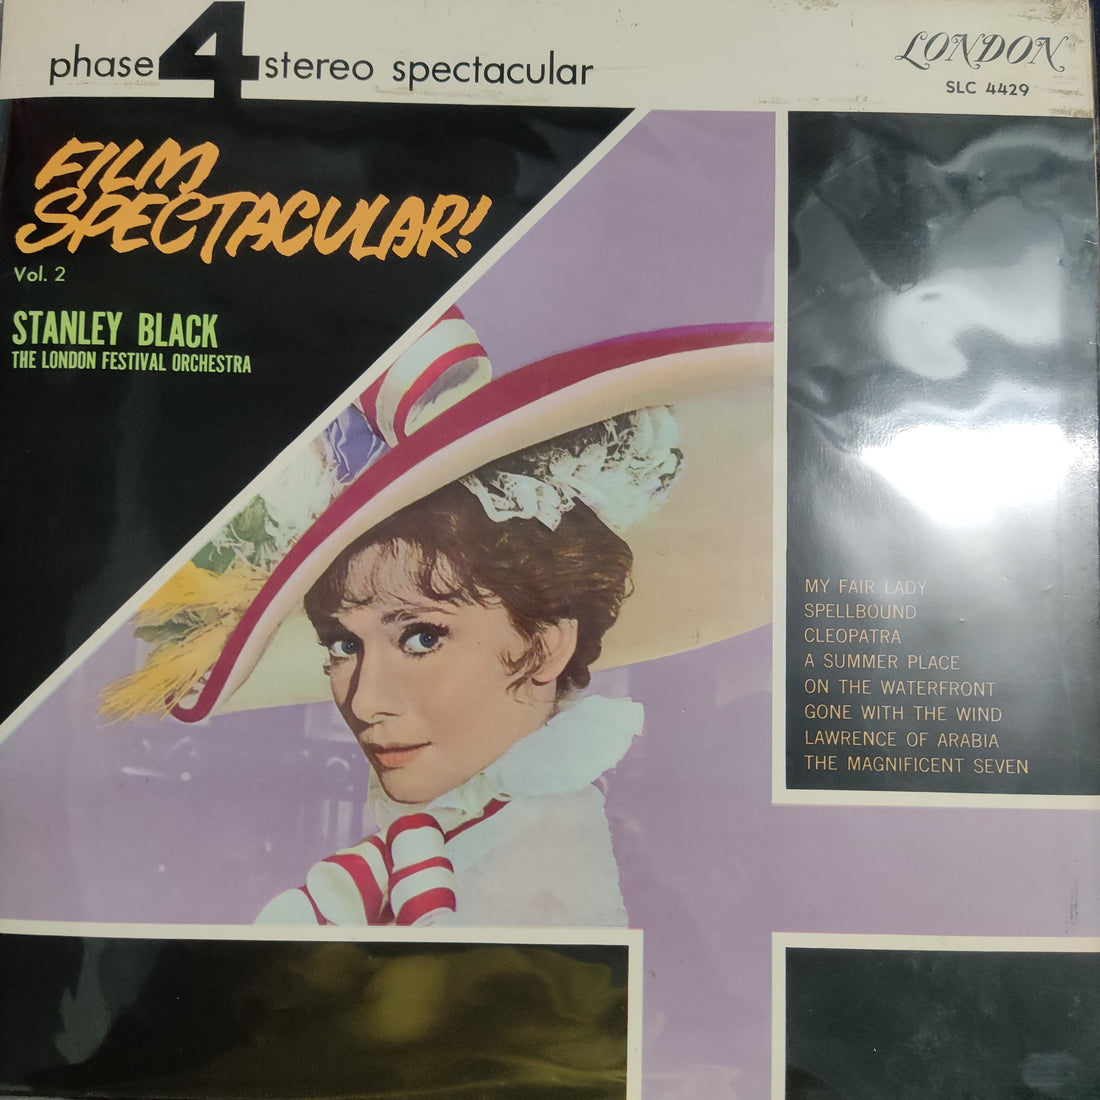 phase 4 stereo spectacular
LONDON
SLC 4429
FILM
SPECTACULAR!
Vol. 2
STANLEY BLACK
THE LONDON FESTIVAL ORCHESTRA
MY FAIR LADY
SPELLBOUND
CLEOPATRA
A SUMMER PLACE
ON THE WATERFRONT
GONE WITH THE WIND
LAWRENCE OF ARABIA
THE MAGNIFICENT SEVEN